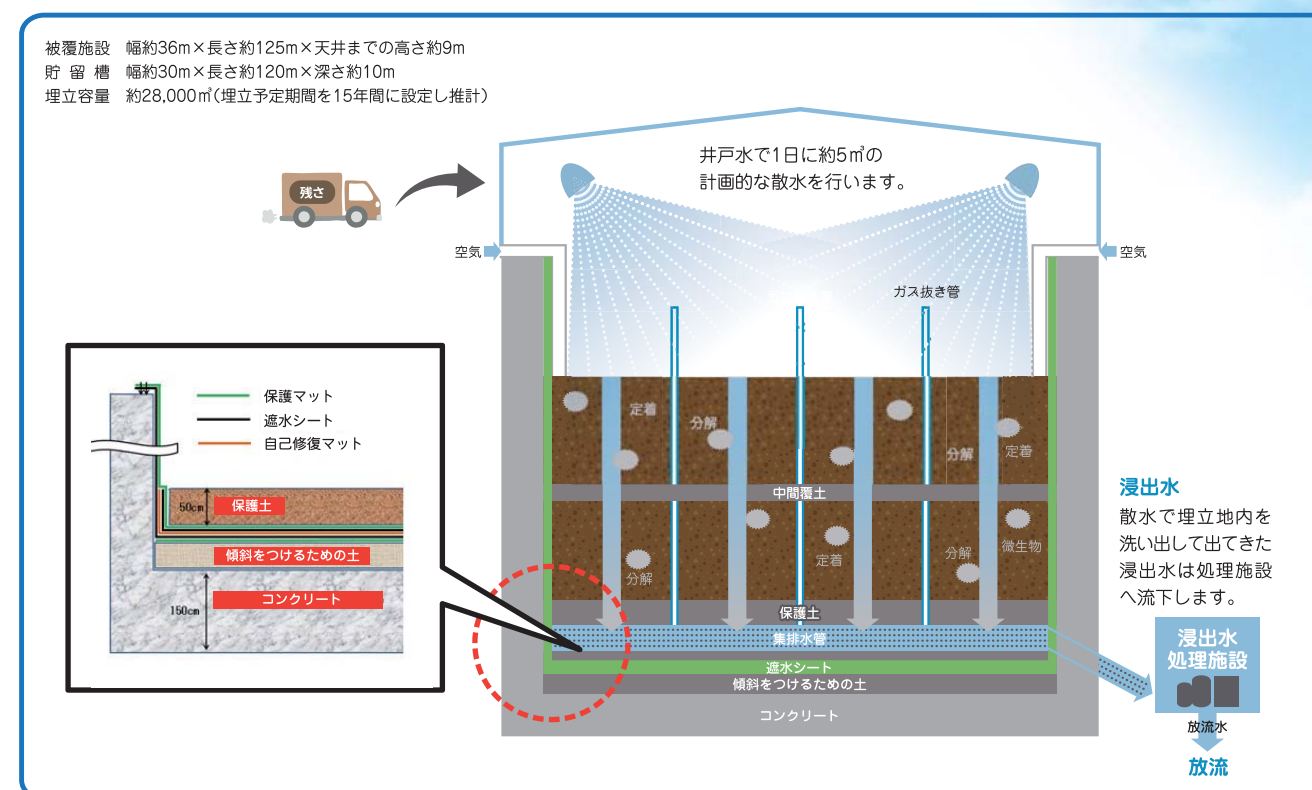 被覆施設 幅約36m×長さ約125m×天井までの高さ約9m
貯留槽 幅約30m×長さ約120m×深さ約10m
埋立容量 約28,000㎥(埋立予定期間を15年間に設定し推計)
井戸水で1日に約5㎥の
計画的な散水を行います。
残さ
空気
空気
ガス抜き管
保護マット
遮水シート
自己修復マット
50cm
保護土
傾斜をつけるための土
コンクリート
150cm
定着
分解
分解
定着
中間覆土
定着
分解
微生物
分解
保護土
集排水管
遮水シート
傾斜をつけるための土
コンクリート
浸出水
散水で埋立地内を
洗い出して出てきた
浸出水は処理施設
へ流下します。
浸出水
処理施設
放流水
放流